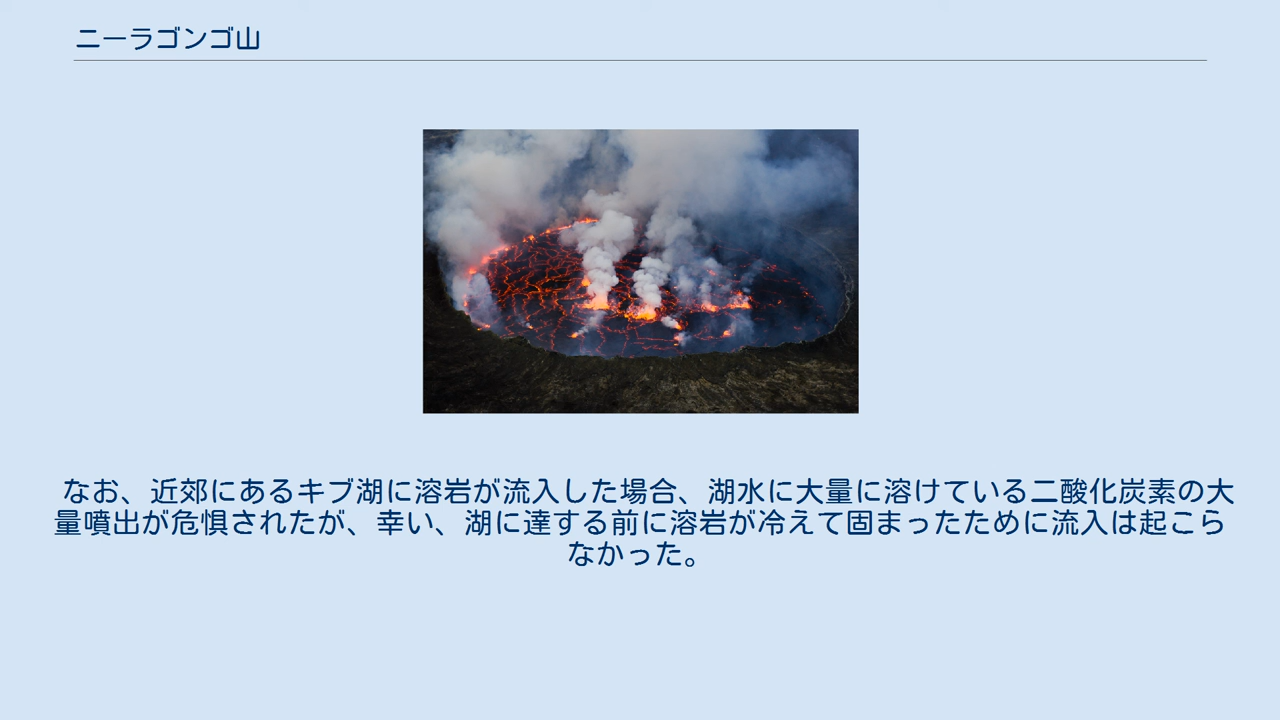 ニーラゴンゴ山
なお、近郊にあるキブ湖に溶岩が流入した場合、湖水に大量に溶けている二酸化炭素の大
量噴出が危惧されたが、幸い、湖に達する前に溶岩が冷えて固まったために流入は起こら
なかった。